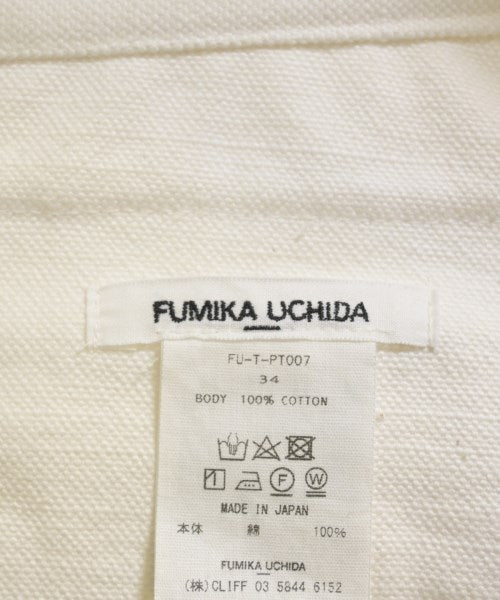 FUMIKA UCHIDA
FU-T-PT007
34
BODY 100% COTTON
F W
MADE IN JAPAN
本体 綿 100%
FUMIKA UCHIDA
(株) CLIFF 03 5844 6152